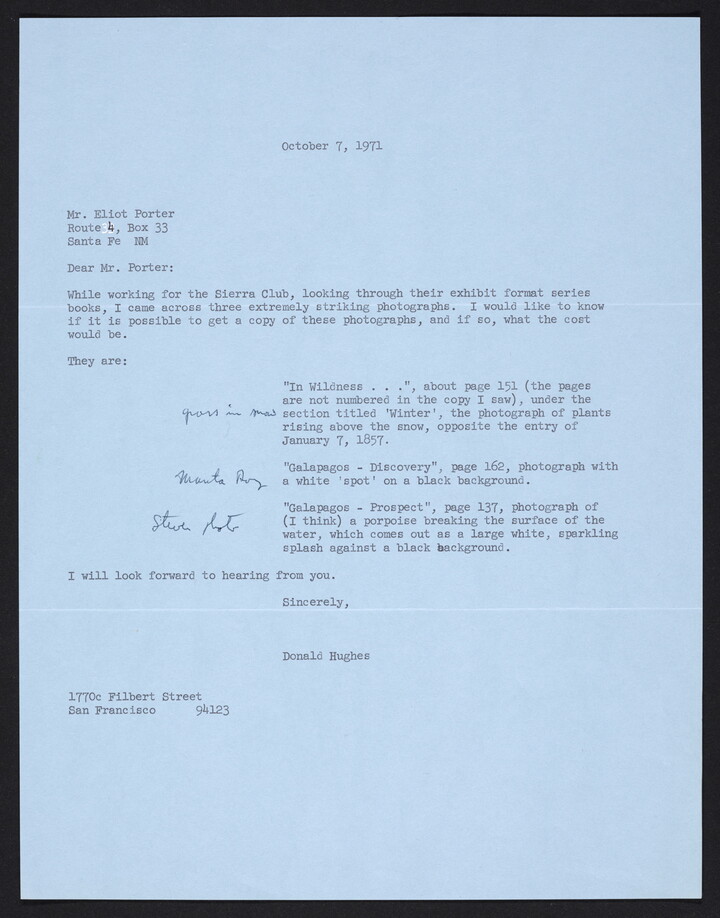 October 7, 1971
Mr. Eliot Porter
Route 4, Box 33
Santa Fe NM
Dear Mr. Porter:
While working for the Sierra Club, looking through their exhibit format series
books, I came across three extremely striking photographs. I would like to know
if it is possible to get a copy of these photographs, and if so, what the cost
would be.
They are:
"In Wildness . . .", about page 151 (the pages
are not numbered in the copy I saw), under the
grass in section titled 'Winter', the photograph of plants
rising above the snow, opposite the entry of
January 7, 1857.
"Galapagos - Discovery", page 162, photograph with
Manta Ray a white 'spot' on a black background.
"Galapagos - Prospect", page 137, photograph of
Steve photo (I think) a porpoise breaking the surface of the
water, which comes out as a large white, sparkling
splash against a black background.
I will look forward to hearing from you.
Sincerely,
Donald Hughes
1770c Filbert Street
San Francisco 94123